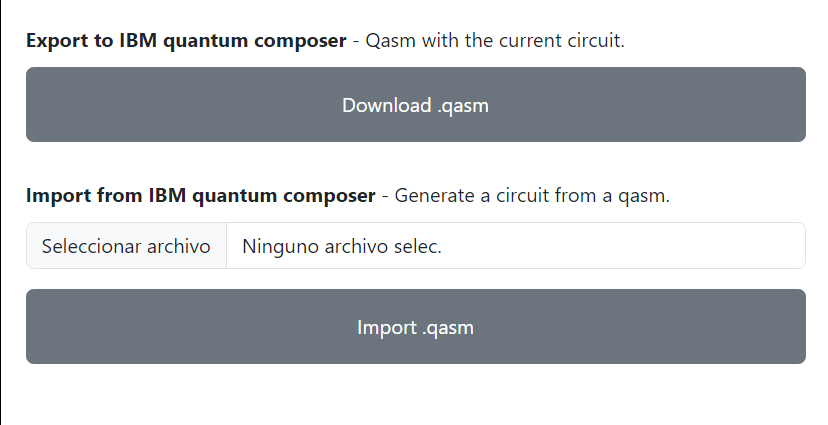 Export to IBM quantum composer - Qasm with the current circuit.
Download .qasm
Import from IBM quantum composer - Generate a circuit from a qasm.
Seleccionar archivo Ninguno archivo selec.
Import .qasm